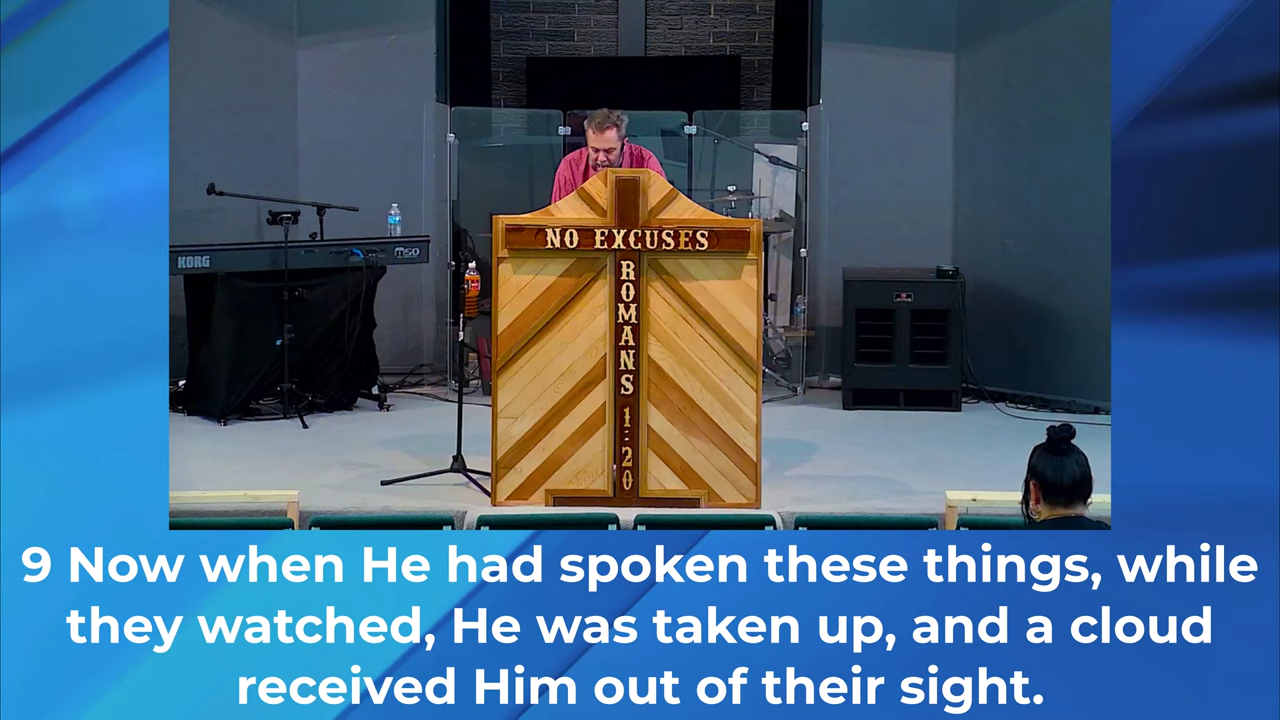 NO EXCUSES
ROMANS 1:20
KORG
M50
9 Now when He had spoken these things, while
they watched, He was taken up, and a cloud
received Him out of their sight.